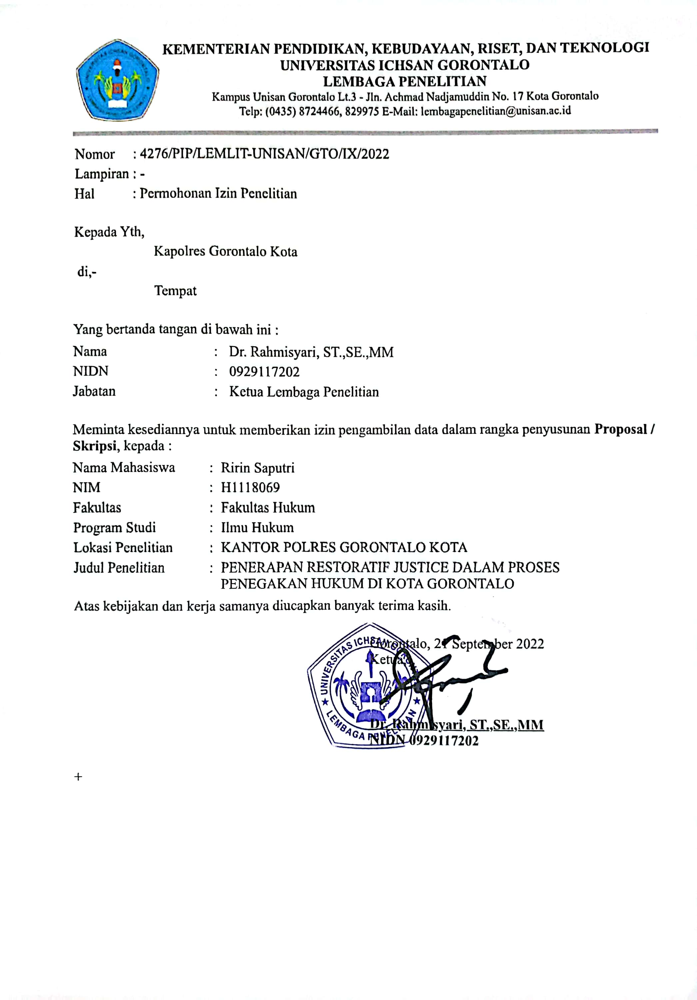 KEMENTERIAN PENDIDIKAN, KEBUDAYAAN, RISET, DAN TEKNOLOGI
UNIVERSITAS ICHSAN GORONTALO
LEMBAGA PENELITIAN
Kampus Unisan Gorontalo Lt.3 - Jln. Achmad Nadjamuddin No. 17 Kota Gorontalo
Telp: (0435) 8724466, 829975 E-Mail: lembagapenelitian@unisan.ac.id
Nomor : 4276/PIP/LEMLIT-UNISAN/GTO/IX/2022
Lampiran : -
Hal : Permohonan Izin Penelitian
Kepada Yth,
Kapolres Gorontalo Kota
di,-
Tempat
Yang bertanda tangan di bawah ini :
Nama : Dr. Rahmisyari, ST.,SE.,MM
NIDN : 0929117202
Jabatan : Ketua Lembaga Penelitian
Meminta kesediannya untuk memberikan izin pengambilan data dalam rangka penyusunan Proposal /
Skripsi, kepada :
Nama Mahasiswa : Ririn Saputri
NIM : H1118069
Fakultas : Fakultas Hukum
Program Studi : Ilmu Hukum
Lokasi Penelitian : KANTOR POLRES GORONTALO KOTA
Judul Penelitian : PENERAPAN RESTORATIF JUSTICE DALAM PROSES
PENEGAKAN HUKUM DI KOTA GORONTALO
Atas kebijakan dan kerja samanya diucapkan banyak terima kasih.
Gorontalo, September 2022
Ketua,
UNIVERSITAS ICHSAN GORONTALO
LEMBAGA PENELITIAN
Dr. Rahmisyari, ST.,SE.,MM
NIDN 0929117202
+